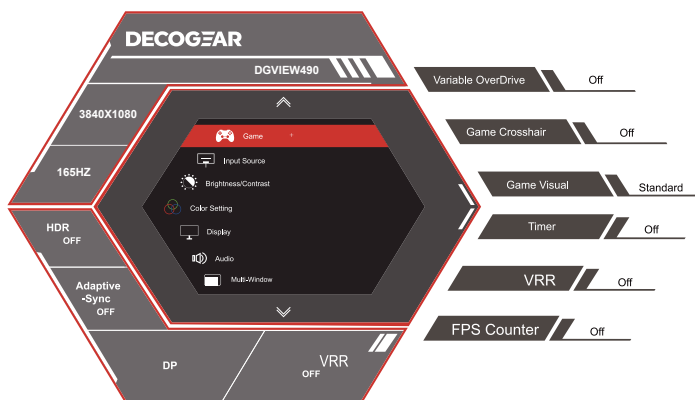 DECOGEAR
DGVIEW490
3840X1080
165HZ
HDR
OFF
Adaptive
-Sync
OFF
DP
VRR
OFF
Game +
Input Source
Brightness/Contrast
Color Setting
Display
Audio
Multi-Window
Variable OverDrive Off
Game Crosshair Off
Game Visual Standard
Timer Off
VRR Off
FPS Counter Off